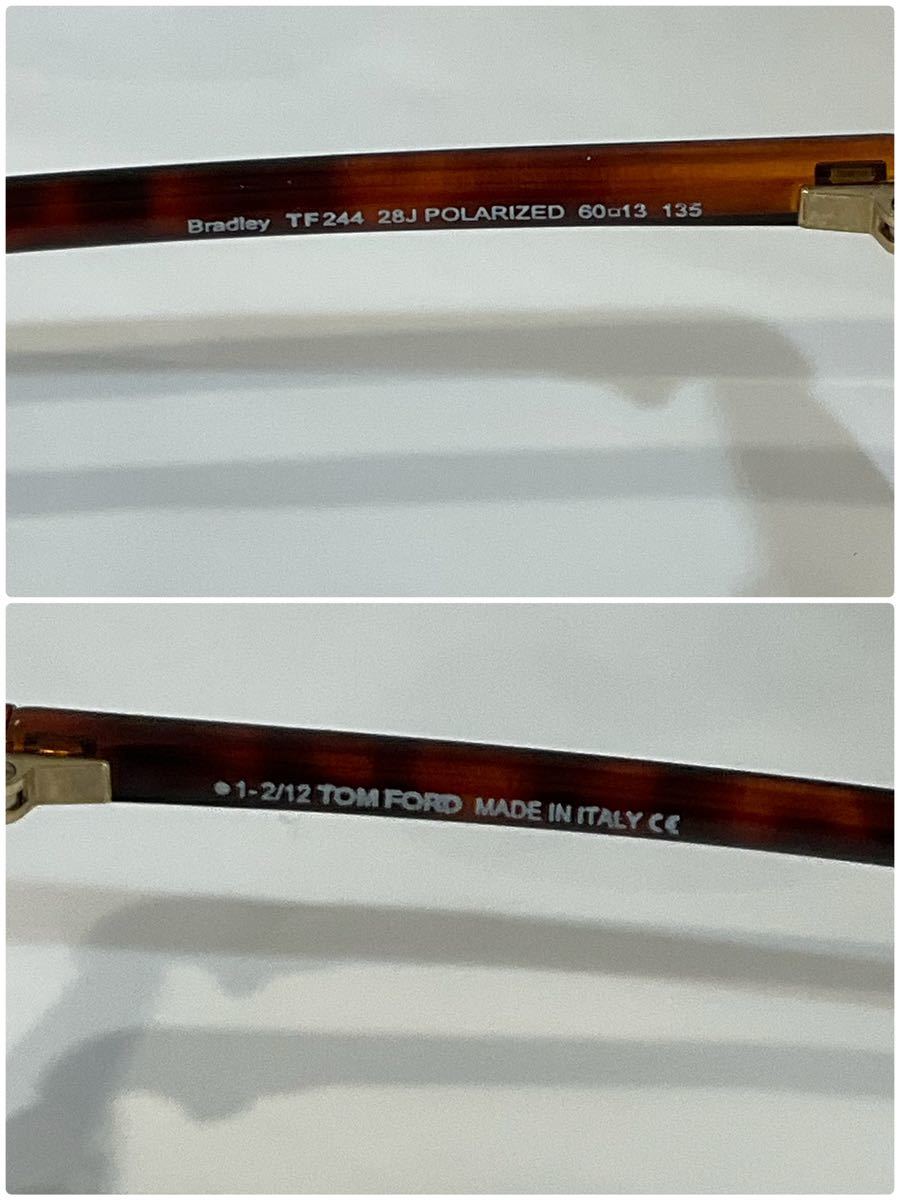 Bradley TF244 28J POLARIZED 60□13 135
1-2/12 TOM FORD MADE IN ITALY CE